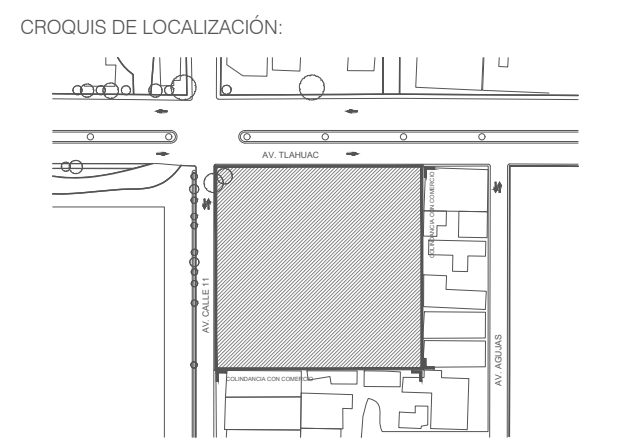 CROQUIS DE LOCALIZACIÓN:
AV. TLAHUAC
COLINDANCIA CON COMERCIO
AV. CALLE 11
AV. AGUJAS
COLINDANCIA CON COMERCIO